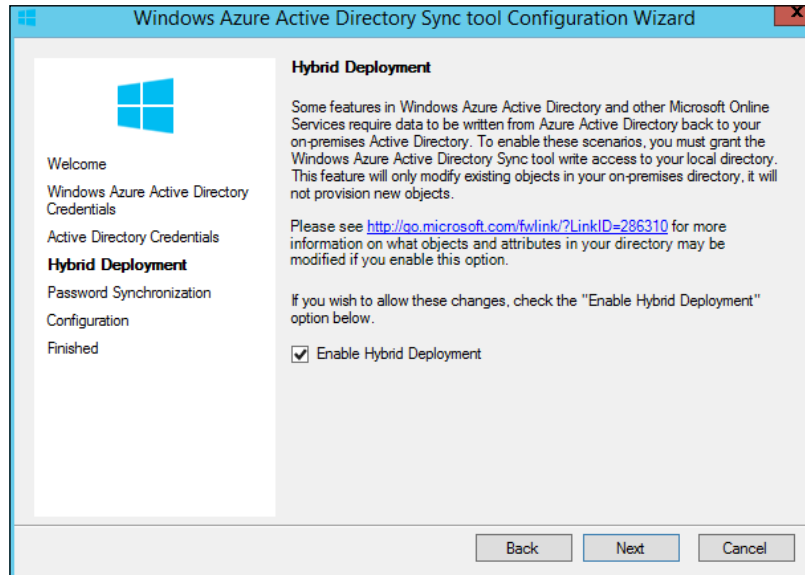 Windows Azure Active Directory Sync tool Configuration Wizard
X
Welcome
Windows Azure Active Directory
Credentials
Active Directory Credentials
Hybrid Deployment
Password Synchronization
Configuration
Finished
Hybrid Deployment
Some features in Windows Azure Active Directory and other Microsoft Online
Services require data to be written from Azure Active Directory back to your
on-premises Active Directory. To enable these scenarios, you must grant the
Windows Azure Active Directory Sync tool write access to your local directory.
This feature will only modify existing objects in your on-premises directory, it will
not provision new objects.
Please see http://go.microsoft.com/fwlink/?LinkID=286310 for more
information on what objects and attributes in your directory may be
modified if you enable this option.
If you wish to allow these changes, check the "Enable Hybrid Deployment"
option below.
Enable Hybrid Deployment
Back
Next
Cancel